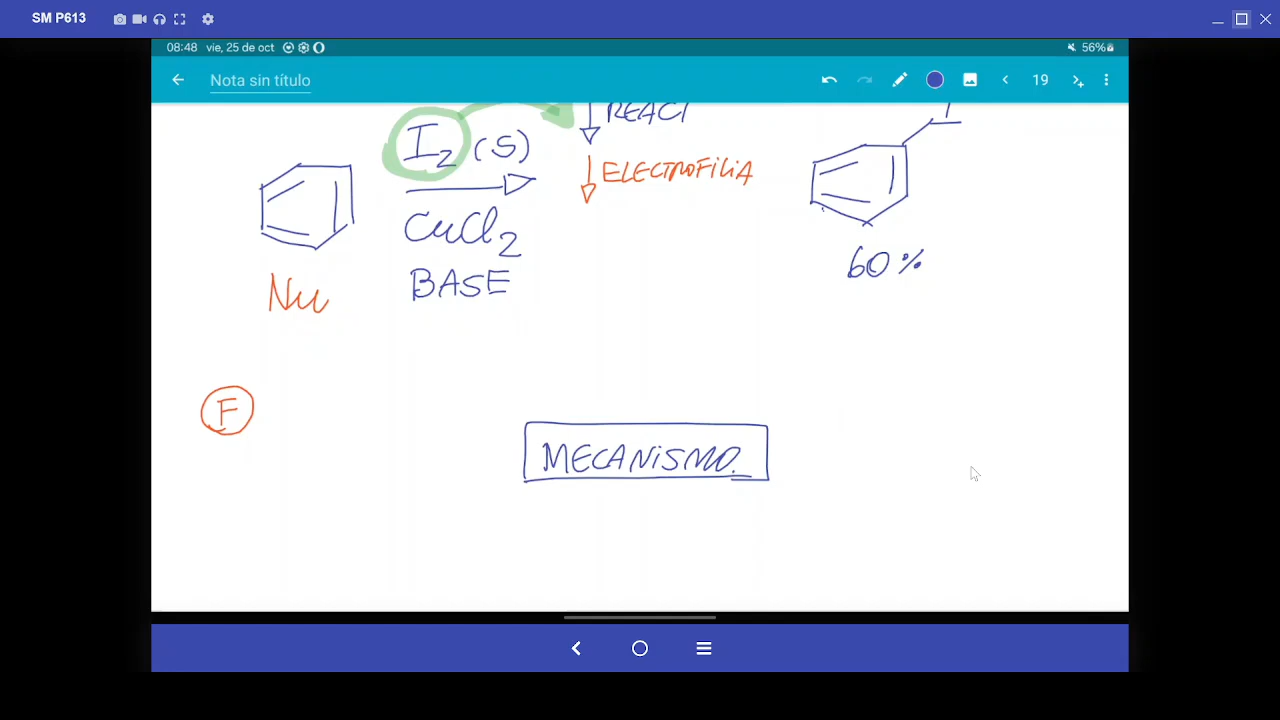 SM P613
08:48 vie, 25 de oct
56%
Nota sin título
19
I2 (S)
CuCl2
BASE
Nu
↓ REACT
↓ ELECTROFILIA
I
60 %
F
MECANISMO.